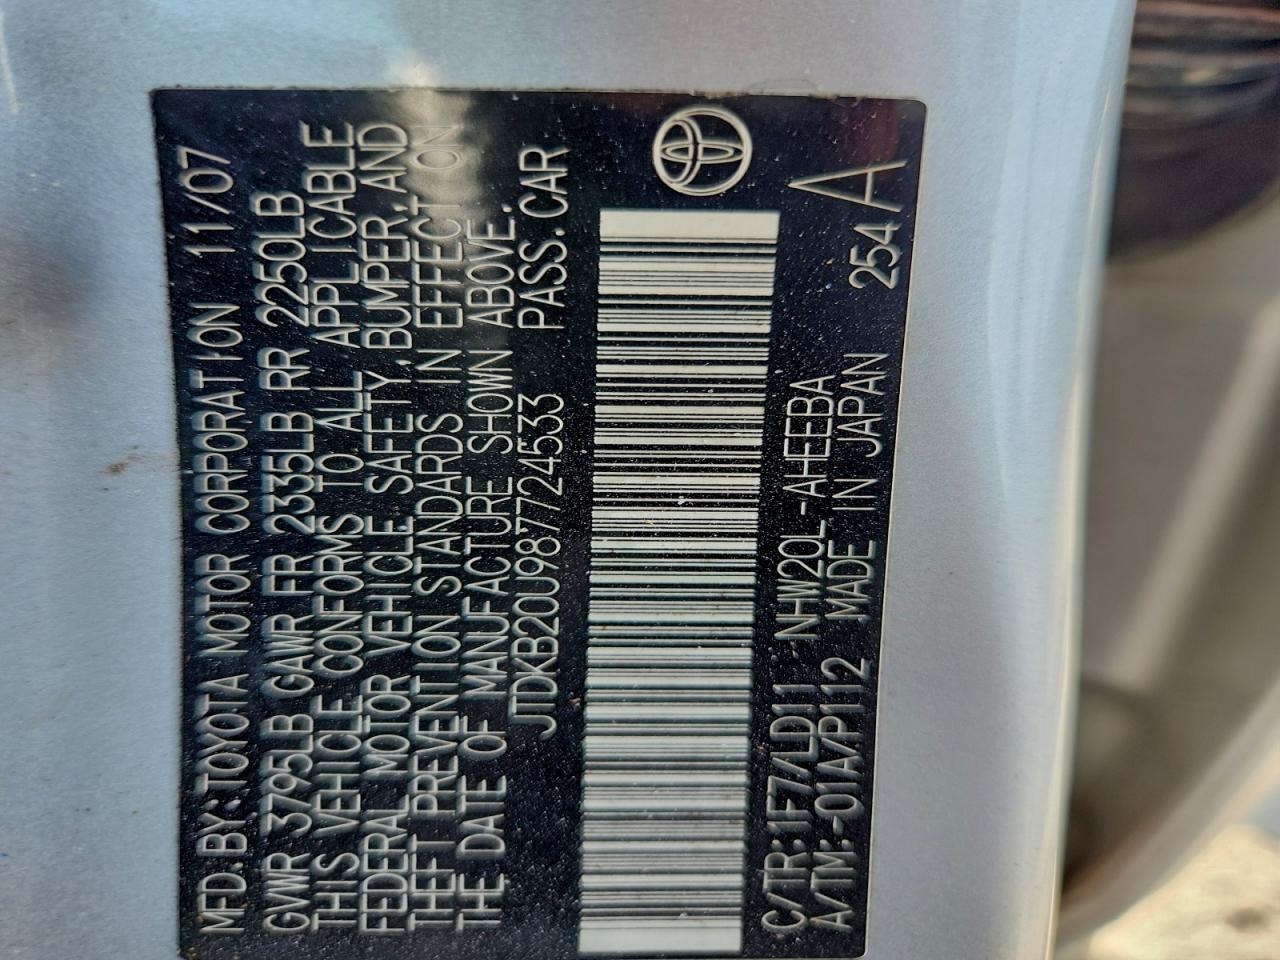 MFD.BY:TOYOTA MOTOR CORPORATION 11/07
GVWR 3795LB GAWR FR 2335LB RR 2250LB
THIS VEHICLE CONFORMS TO ALL APPLICABLE
FEDERAL MOTOR VEHICLE SAFETY,BUMPER,AND
THEFT PREVENTION STANDARDS IN EFFECT ON
THE DATE OF MANUFACTURE SHOWN ABOVE.
JTDKB20U987724533 PASS.CAR
C/TR:1F7/LD11 NHW20L-AHEEBA 254A
A/TM:-01A/P112 MADE IN JAPAN